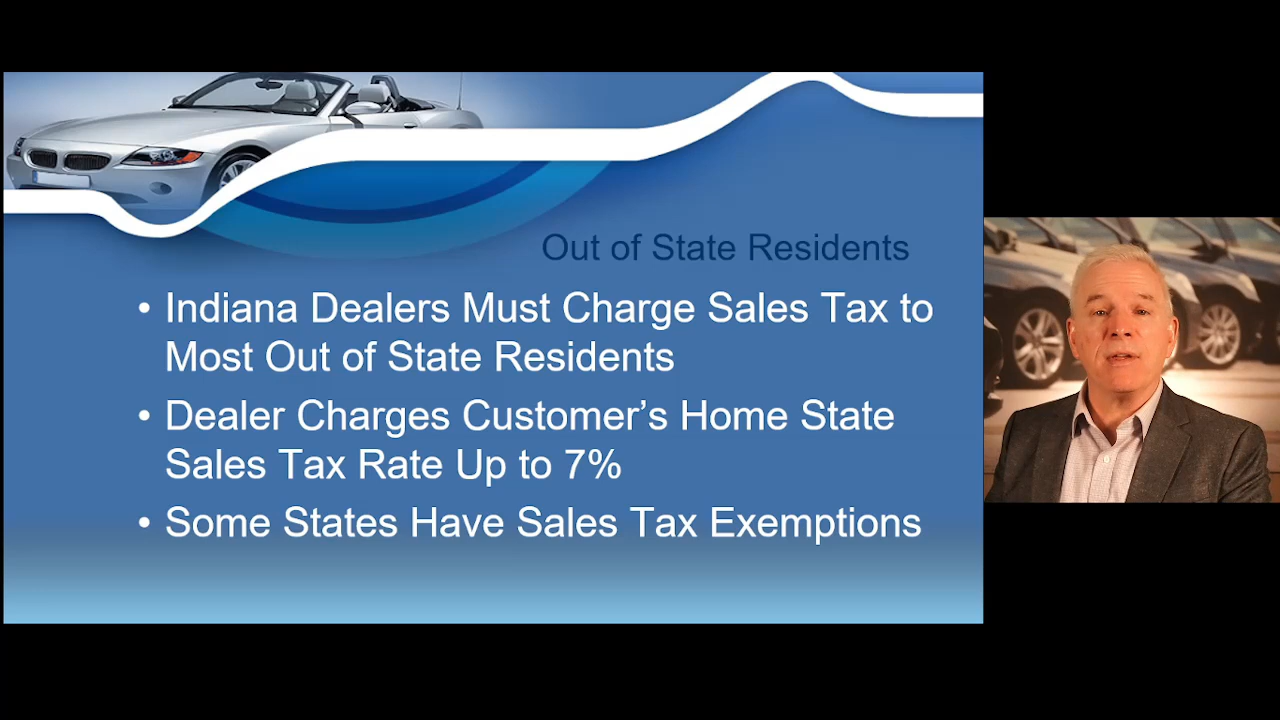 Out of State Residents
• Indiana Dealers Must Charge Sales Tax to
Most Out of State Residents
• Dealer Charges Customer’s Home State
Sales Tax Rate Up to 7%
• Some States Have Sales Tax Exemptions